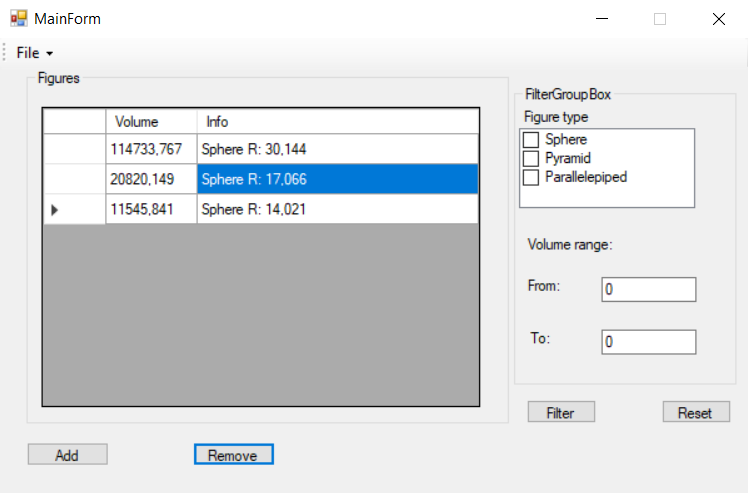 MainForm
File
Figures
Volume Info
114733,767 Sphere R: 30,144
20820,149 Sphere R: 17,066
11545,841 Sphere R: 14,021
FilterGroupBox
Figure type
Sphere
Pyramid
Parallelepiped
Volume range:
From: 0
To: 0
Filter Reset
Add Remove